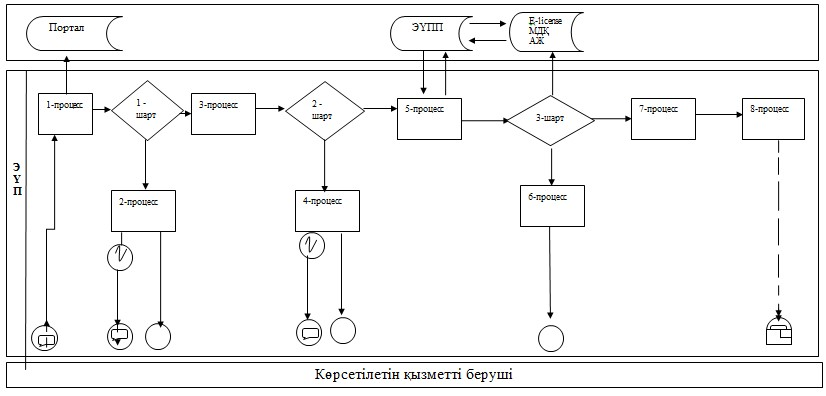 Портал
ЭҮПП
E-license
МДҚ
АЖ
1-процесс
1 -
шарт
3-процесс
2 -
шарт
5-процесс
3-шарт
7-процесс
8-процесс
Э
Ү
П
2-процесс
4-процесс
6-процесс
Көрсетілетін қызметті беруші